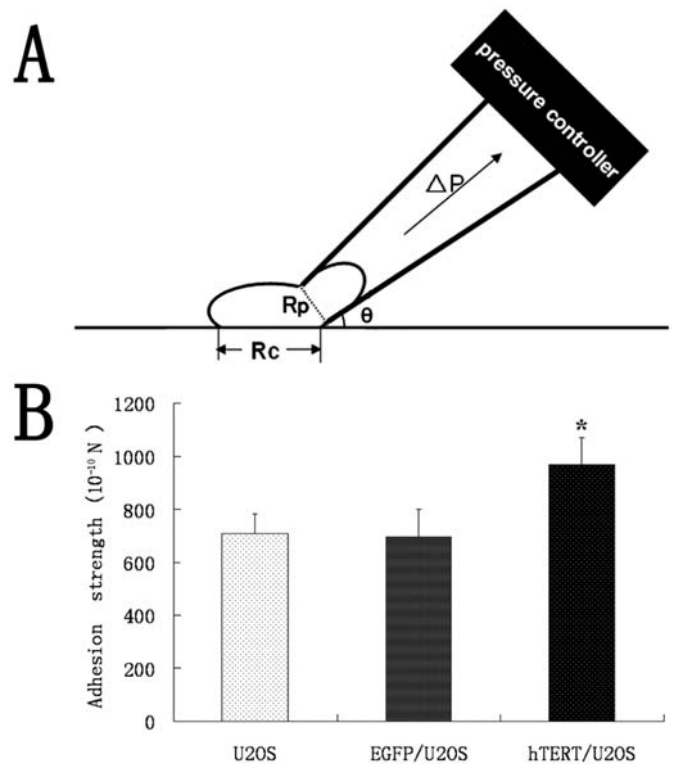 A
pressure controller
△P
Rp
θ
Rc
B
Adhesion strength (10⁻¹⁰ N)
1200
1000
800
600
400
200
0
*
U2OS
EGFP/U2OS
hTERT/U2OS